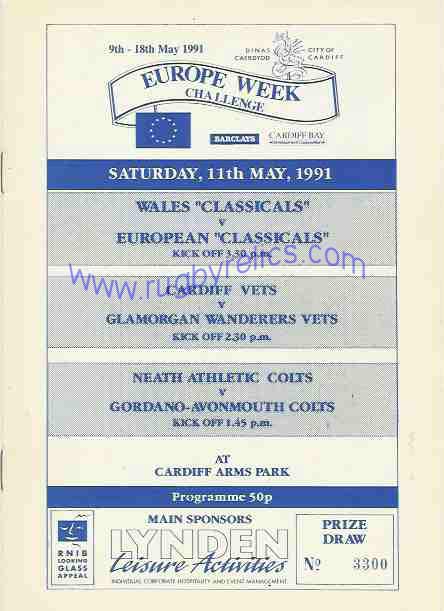 9th - 18th May 1991
DINAS CAERDYDD
CITY OF CARDIFF
EUROPE WEEK
CHALLENGE
BARCLAYS
CARDIFF BAY
SATURDAY, 11th MAY, 1991
WALES "CLASSICALS"
v
EUROPEAN "CLASSICALS"
KICK OFF 3.30 p.m.
www.rugbyrelics.com
CARDIFF VETS
v
GLAMORGAN WANDERERS VETS
KICK OFF 2.30 p.m.
NEATH ATHLETIC COLTS
v
GORDANO-AVONMOUTH COLTS
KICK OFF 1.45 p.m.
AT
CARDIFF ARMS PARK
Programme 50p
RNIB
LOOKING
GLASS
APPEAL
MAIN SPONSORS
LYNDEN
Leisure Activities
INDIVIDUAL CORPORATE HOSPITALITY AND EVENT MANAGEMENT
PRIZE
DRAW
No 3300